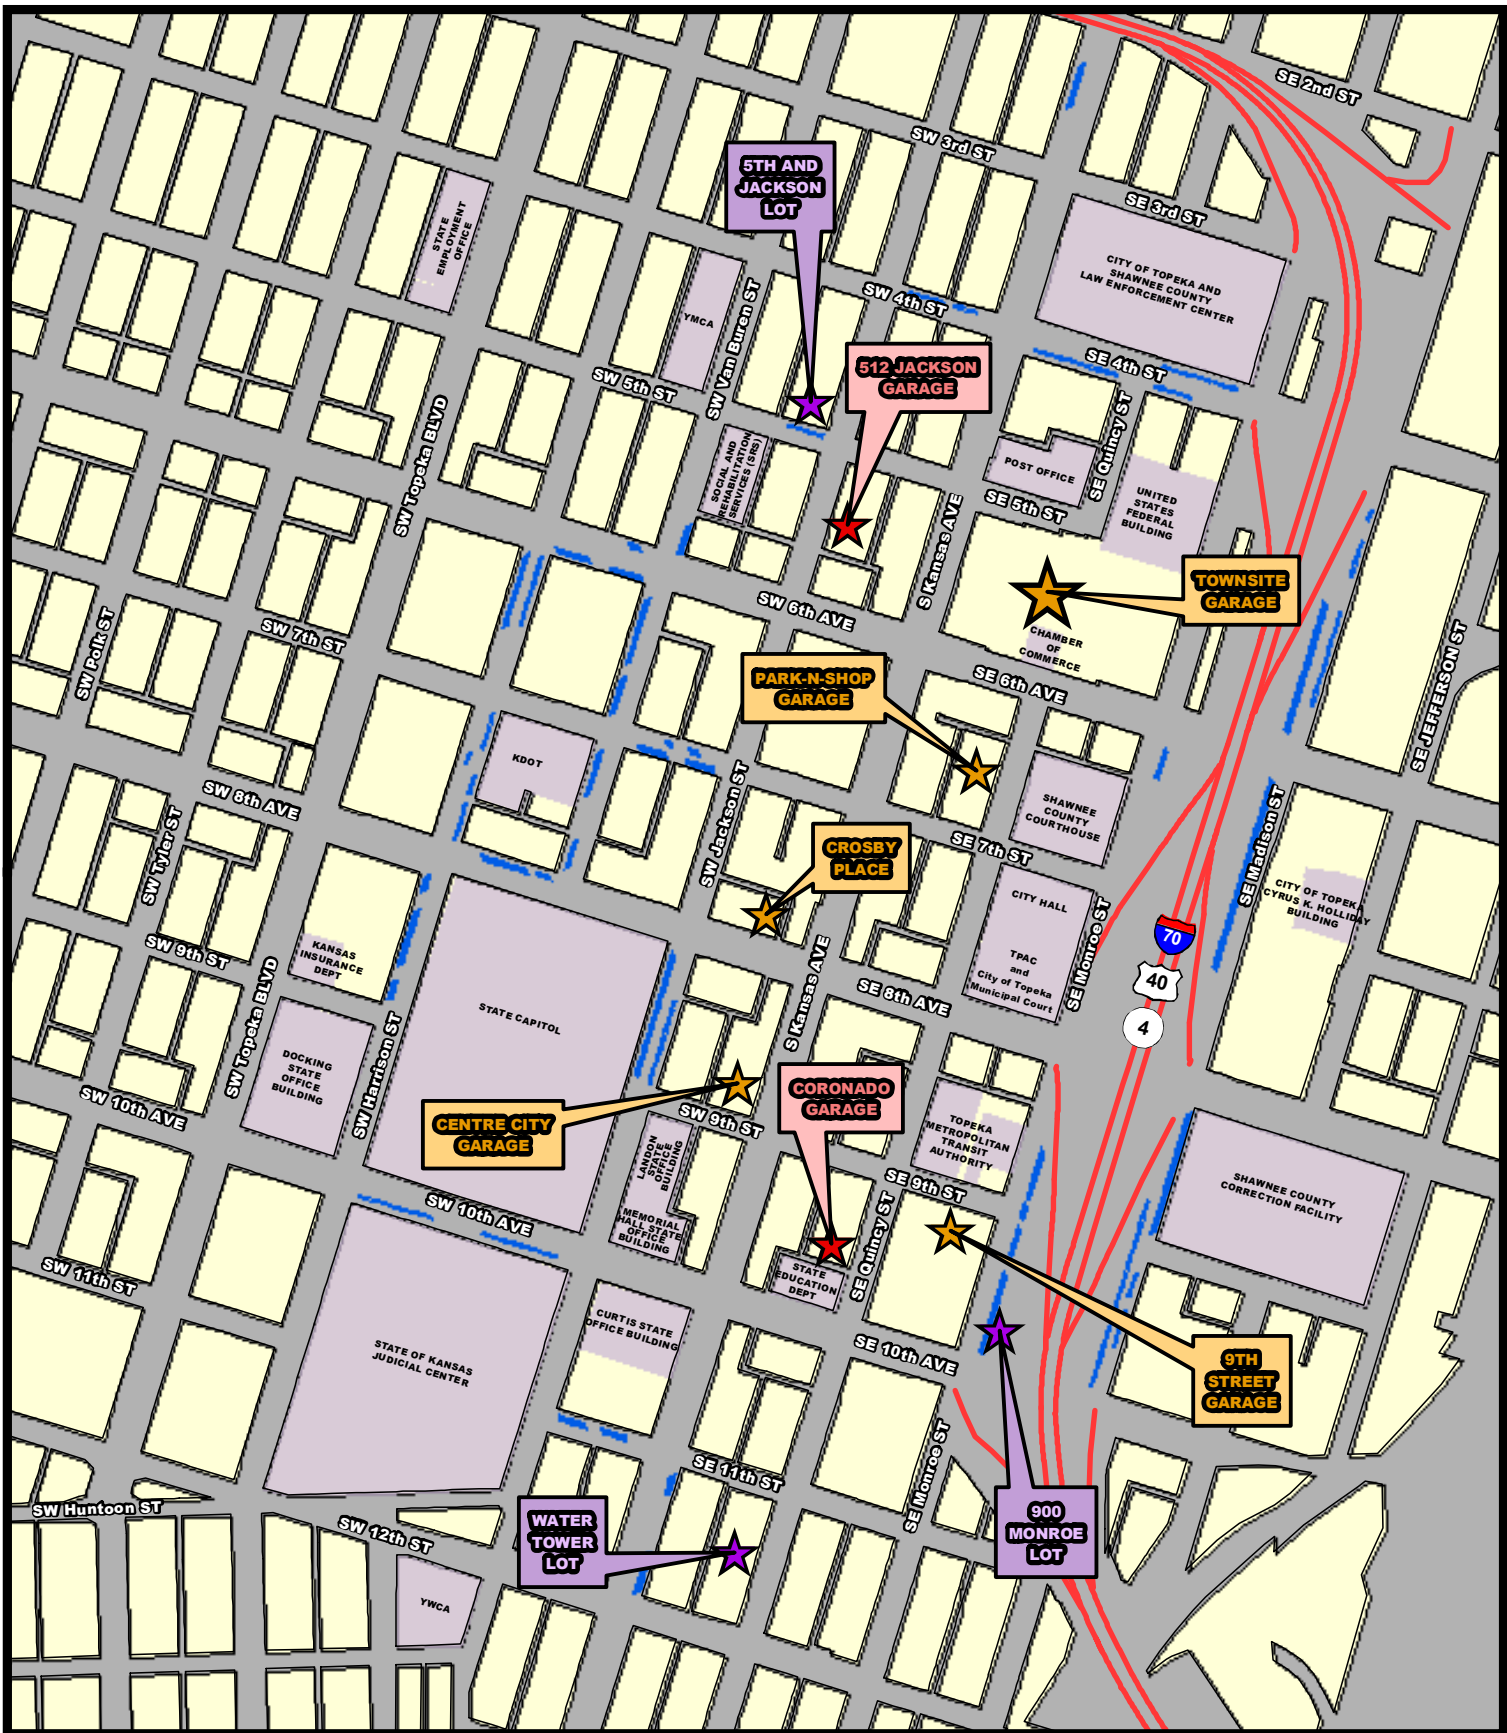 SE 2nd ST
SW 3rd ST
5TH AND
JACKSON
LOT
SE 3rd ST
STATE
EMPLOYMENT
OFFICE
CITY OF TOPEKA AND
SHAWNEE COUNTY
LAW ENFORCEMENT CENTER
SW 4th ST
YMCA
SW Van Buren ST
SE 4th ST
512 JACKSON
GARAGE
SW 5th ST
SW Topeka BLVD
SE Quincy ST
SOCIAL AND
REHABILITATION
SERVICES (SRS)
POST OFFICE
UNITED
STATES
FEDERAL
BUILDING
SE 5th ST
S Kansas AVE
TOWNSITE
GARAGE
SW 6th AVE
SW Polk ST
SW 7th ST
CHAMBER
OF
COMMERCE
SE JEFFERSON ST
PARK-N-SHOP
GARAGE
SE 6th AVE
KDOT
SW 8th AVE
SW Jackson ST
SHAWNEE
COUNTY
COURTHOUSE
SE Madison ST
SW Tyler ST
CROSBY
PLACE
SE 7th ST
CITY HALL
CITY OF TOPEKA
CYRUS K. HOLLIDAY
BUILDING
SW 9th ST
KANSAS
INSURANCE
DEPT
70
TPAC
and
City of Topeka
Municipal Court
SE Monroe ST
40
4
S Kansas AVE
SE 8th AVE
STATE CAPITOL
SW Topeka BLVD
DOCKING
STATE
OFFICE
BUILDING
SW Harrison ST
SW 10th AVE
CENTRE CITY
GARAGE
SW 9th ST
CORONADO
GARAGE
TOPEKA
METROPOLITAN
TRANSIT
AUTHORITY
LANDON
STATE
OFFICE
BUILDING
SE 9th ST
SHAWNEE COUNTY
CORRECTION FACILITY
SW 10th AVE
MEMORIAL
HALL STATE
OFFICE
BUILDING
SE Quincy ST
STATE
EDUCATION
DEPT
SW 11th ST
CURTIS STATE
OFFICE BUILDING
STATE OF KANSAS
JUDICIAL CENTER
SE 10th AVE
9TH
STREET
GARAGE
SE 11th ST
SE Monroe ST
SW Huntoon ST
SW 12th ST
WATER
TOWER
LOT
900
MONROE
LOT
YWCA